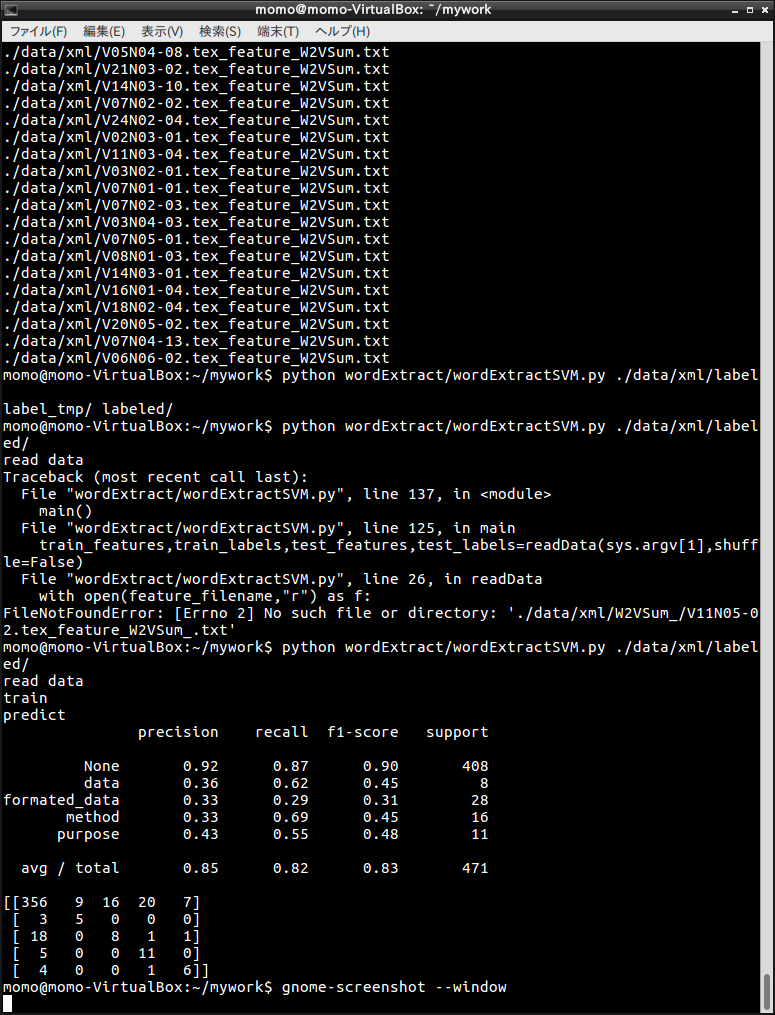 momo@momo-VirtualBox: ~/mywork
ファイル(F) 編集(E) 表示(V) 検索(S) 端末(T) ヘルプ(H)
./data/xml/V05N04-08.tex_feature_W2VSum.txt
./data/xml/V21N03-02.tex_feature_W2VSum.txt
./data/xml/V14N03-10.tex_feature_W2VSum.txt
./data/xml/V07N02-02.tex_feature_W2VSum.txt
./data/xml/V24N02-04.tex_feature_W2VSum.txt
./data/xml/V02N03-01.tex_feature_W2VSum.txt
./data/xml/V11N03-04.tex_feature_W2VSum.txt
./data/xml/V03N02-01.tex_feature_W2VSum.txt
./data/xml/V07N01-01.tex_feature_W2VSum.txt
./data/xml/V07N02-03.tex_feature_W2VSum.txt
./data/xml/V03N04-03.tex_feature_W2VSum.txt
./data/xml/V07N05-01.tex_feature_W2VSum.txt
./data/xml/V08N01-03.tex_feature_W2VSum.txt
./data/xml/V14N03-01.tex_feature_W2VSum.txt
./data/xml/V16N01-04.tex_feature_W2VSum.txt
./data/xml/V18N02-04.tex_feature_W2VSum.txt
./data/xml/V20N05-02.tex_feature_W2VSum.txt
./data/xml/V07N04-13.tex_feature_W2VSum.txt
./data/xml/V06N06-02.tex_feature_W2VSum.txt
momo@momo-VirtualBox:~/mywork$ python wordExtract/wordExtractSVM.py ./data/xml/label
label_tmp/ labeled/
momo@momo-VirtualBox:~/mywork$ python wordExtract/wordExtractSVM.py ./data/xml/label
ed/
read data
Traceback (most recent call last):
  File "wordExtract/wordExtractSVM.py", line 137, in <module>
    main()
  File "wordExtract/wordExtractSVM.py", line 125, in main
    train_features,train_labels,test_features,test_labels=readData(sys.argv[1],shuff
le=False)
  File "wordExtract/wordExtractSVM.py", line 26, in readData
    with open(feature_filename,"r") as f:
FileNotFoundError: [Errno 2] No such file or directory: './data/xml/W2VSum_/V11N05-0
2.tex_feature_W2VSum_.txt'
momo@momo-VirtualBox:~/mywork$ python wordExtract/wordExtractSVM.py ./data/xml/label
ed/
read data
train
predict
               precision    recall  f1-score   support
         None       0.92      0.87      0.90       408
         data       0.36      0.62      0.45         8
formated_data       0.33      0.29      0.31        28
       method       0.33      0.69      0.45        16
      purpose       0.43      0.55      0.48        11
  avg / total       0.85      0.82      0.83       471
[[356   9  16  20   7]
 [  3   5   0   0   0]
 [ 18   0   8   1   1]
 [  5   0   0  11   0]
 [  4   0   0   1   6]]
momo@momo-VirtualBox:~/mywork$ gnome-screenshot --window